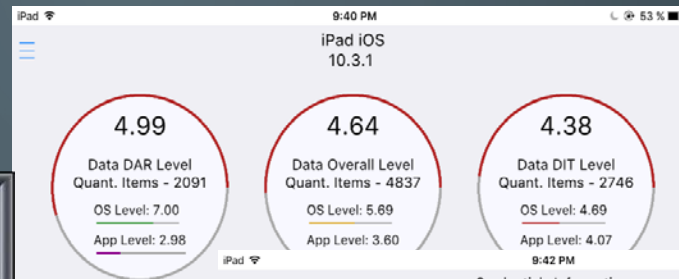 iPad 9:40 PM 53 %
iPad iOS
10.3.1
4.99
Data DAR Level
Quant. Items - 2091
OS Level: 7.00
App Level: 2.98
4.64
Data Overall Level
Quant. Items - 4837
OS Level: 5.69
App Level: 3.60
4.38
Data DIT Level
Quant. Items - 2746
OS Level: 4.69
App Level: 4.07
iPad 9:42 PM